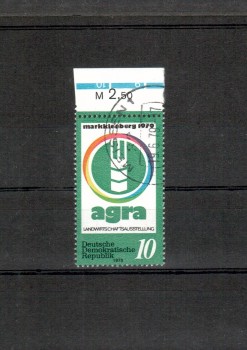 M 2,50
markkleeberg 1979
agra
LANDWIRTSCHAFTSAUSSTELLUNG
Deutsche
Demokratische
Republik
10
1979